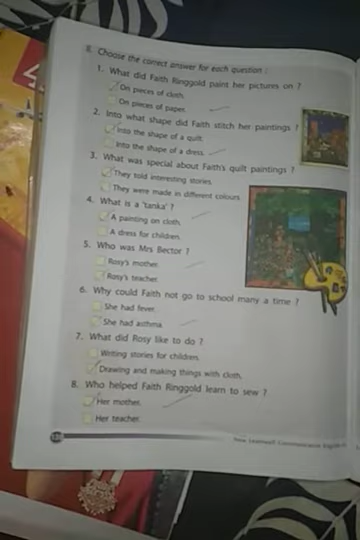 8. Choose the correct answer for each question :
1. What did Faith Ringgold paint her pictures on ?
On pieces of cloth.
On pieces of paper.
2. Into what shape did Faith stitch her paintings ?
Into the shape of a quilt.
Into the shape of a dress.
3. What was special about Faith's quilt paintings ?
They told interesting stories.
They were made in different colours.
4. What is a 'tanka' ?
A painting on cloth.
A dress for children.
5. Who was Mrs Bector ?
Rosy's mother.
Rosy's teacher.
6. Why could Faith not go to school many a time ?
She had fever.
She had asthma.
7. What did Rosy like to do ?
Writing stories for children.
Drawing and making things with cloth.
8. Who helped Faith Ringgold learn to sew ?
Her mother.
Her teacher.
New Learnwell Communicative English